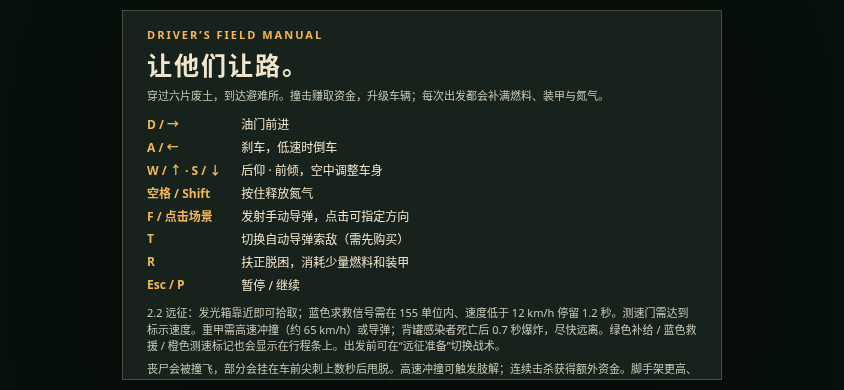 DRIVER’S FIELD MANUAL
让他们让路。
穿过六片废土，到达避难所。撞击赚取资金，升级车辆；每次出发都会补满燃料、装甲与氮气。
D / → 油门前进
A / ← 刹车，低速时倒车
W / ↑ · S / ↓ 后仰 · 前倾，空中调整车身
空格 / Shift 按住释放氮气
F / 点击场景 发射手动导弹，点击可指定方向
T 切换自动导弹索敌（需先购买）
R 扶正脱困，消耗少量燃料和装甲
Esc / P 暂停 / 继续
2.2 远征：发光箱靠近即可拾取；蓝色求救信号需在 155 单位内、速度低于 12 km/h 停留 1.2 秒。测速门需达到
标示速度。重甲需高速冲撞（约 65 km/h）或导弹；背罐感染者死亡后 0.7 秒爆炸，尽快远离。绿色补给 / 蓝色救
援 / 橙色测速标记也会显示在行程条上。出发前可在“远征准备”切换战术。
丧尸会被撞飞，部分会挂在车前尖刺上数秒后甩脱。高速冲撞可触发肢解；连续击杀获得额外资金。脚手架更高、